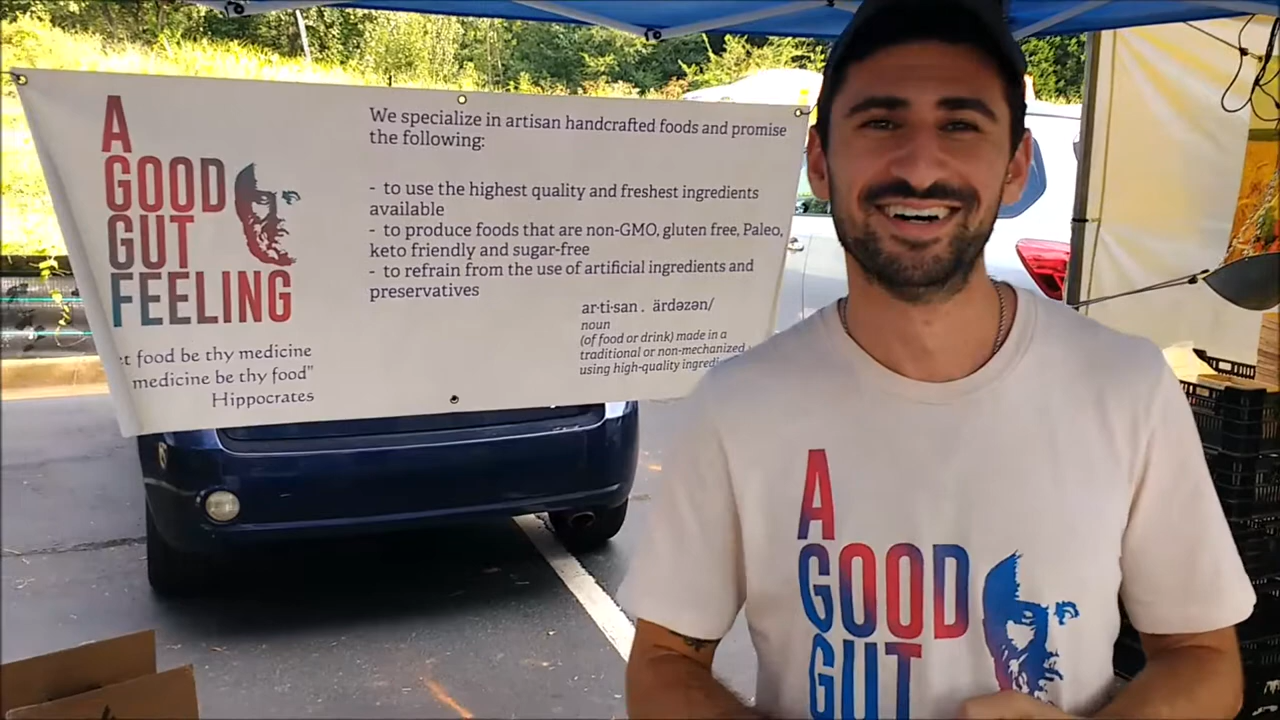 A
GOOD
GUT
FEELING
food be thy medicine
medicine be thy food"
Hippocrates
We specialize in artisan handcrafted foods and promise
the following:
- to use the highest quality and freshest ingredients
available
- to produce foods that are non-GMO, gluten free, Paleo,
keto friendly and sugar-free
- to refrain from the use of artificial ingredients and
preservatives
ar·ti·san . ärdəzən/
noun
(of food or drink) made in a
traditional or non-mechanized
using high-quality
A
GOOD
GUT